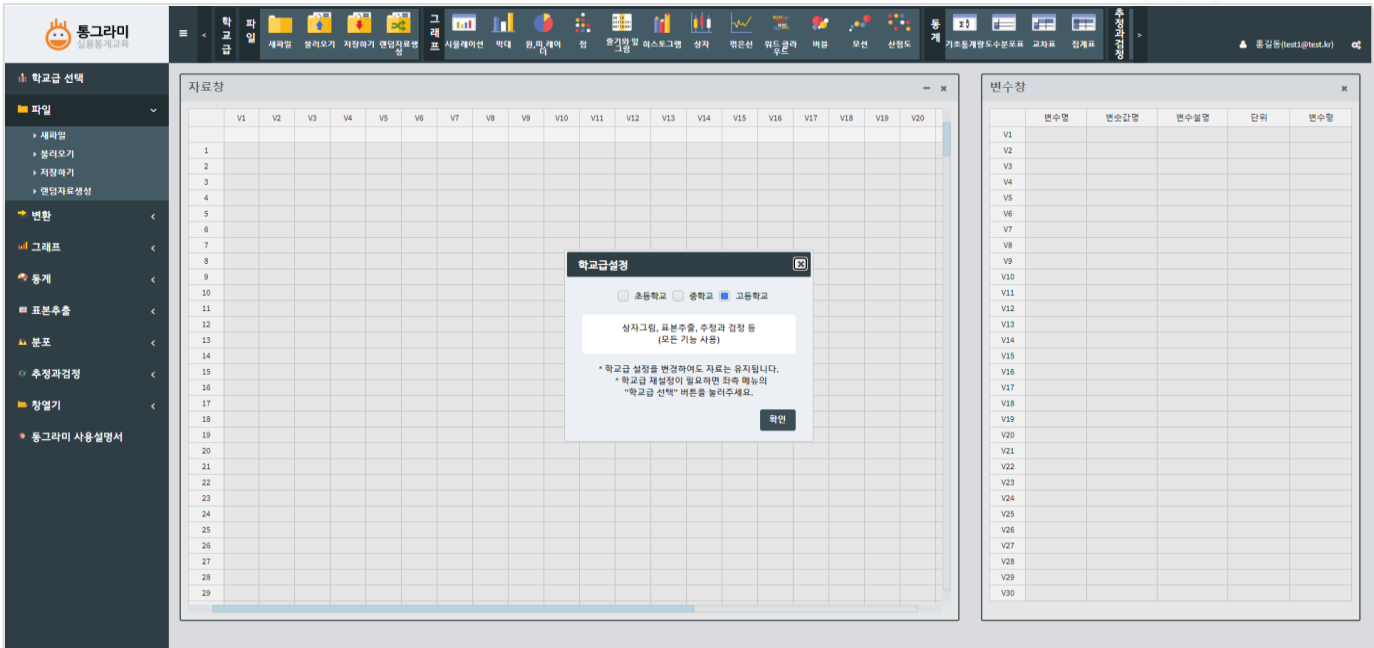 통그라미
실용통계교육
학교급
파일
새파일
불러오기
저장하기
랜덤자료생성
그래프
시뮬레이션
막대
원,띠,레이더
점
줄기와 잎 그림
히스토그램
상자
꺾은선
워드클라우드
버블
모션
산점도
통계
기초통계량
도수분포표
교차표
집계표
추정과검정
홍길동(test1@test.kr)
학교급 선택
파일
새파일
불러오기
저장하기
랜덤자료생성
변환
그래프
통계
표본추출
분포
추정과검정
창열기
통그라미 사용설명서
자료창
V1 V2 V3 V4 V5 V6 V7 V8 V9 V10 V11 V12 V13 V14 V15 V16 V17 V18 V19 V20
1
2
3
4
5
6
7
8
9
10
11
12
13
14
15
16
17
18
19
20
21
22
23
24
25
26
27
28
29
학교급설정
초등학교 중학교 고등학교
상자그림, 표본추출, 추정과 검정 등
(모든 기능 사용)
* 학교급 설정을 변경하여도 자료는 유지됩니다.
* 학교급 재설정이 필요하면 좌측 메뉴의
"학교급 선택" 버튼을 눌러주세요.
확인
변수창
변수명 변숫값명 변수설명 단위 변수형
V1
V2
V3
V4
V5
V6
V7
V8
V9
V10
V11
V12
V13
V14
V15
V16
V17
V18
V19
V20
V21
V22
V23
V24
V25
V26
V27
V28
V29
V30